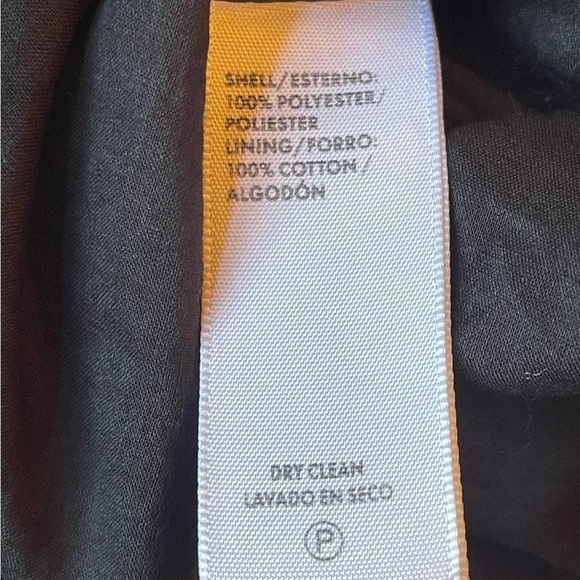 SHELL/ESTERNO:
100% POLYESTER/
POLIESTER
LINING/FORRO:
100% COTTON/
ALGODÓN
DRY CLEAN
LAVADO EN SECO
P